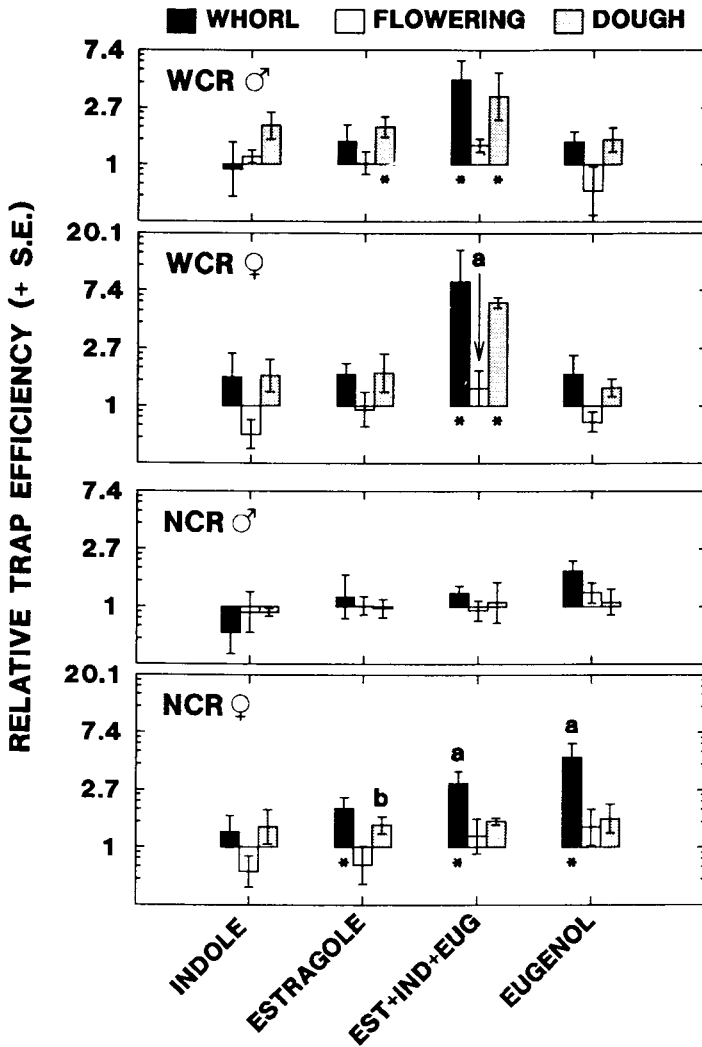 WHORL FLOWERING DOUGH
RELATIVE TRAP EFFICIENCY (+ S.E.)
7.4
WCR ♂
2.7
1
* * *
20.1
WCR ♀
a
7.4
2.7
1
* *
7.4
NCR ♂
2.7
1
20.1
NCR ♀
7.4
a a
2.7
b
1
* * *
INDOLE
ESTRAGOLE
EST+IND+EUG
EUGENOL